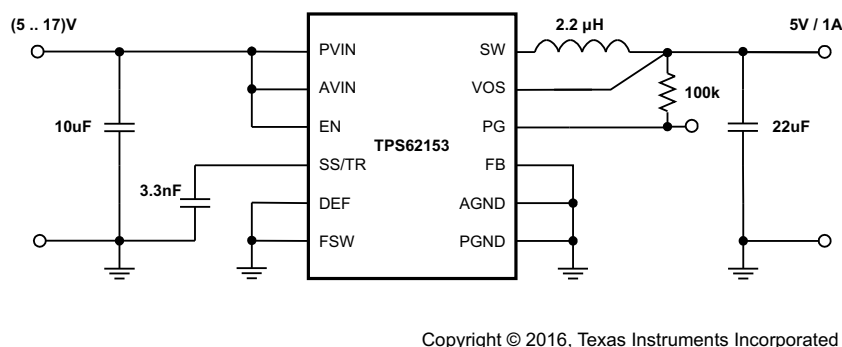 (5 .. 17)V
2.2 µH
5V / 1A
PVIN
SW
AVIN
VOS
100k
10uF
EN
PG
22uF
TPS62153
3.3nF
SS/TR
FB
DEF
AGND
FSW
PGND
Copyright © 2016, Texas Instruments Incorporated